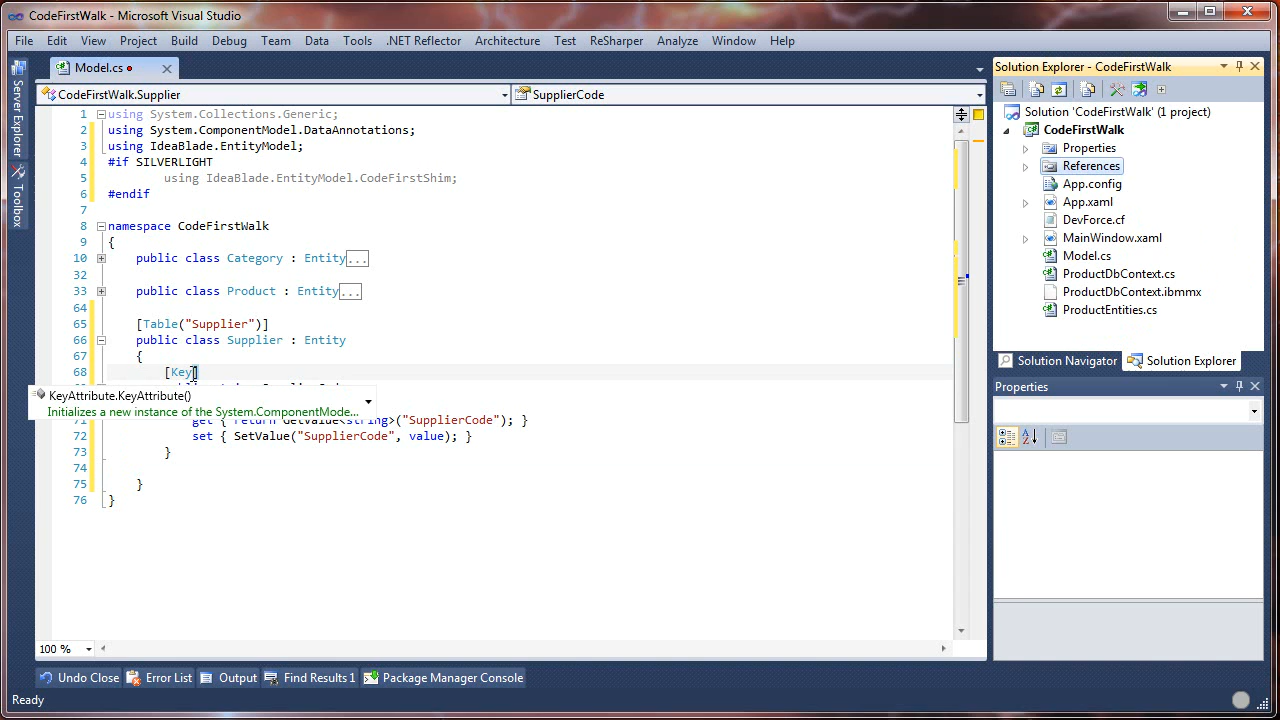 CodeFirstWalk - Microsoft Visual Studio
File Edit View Project Build Debug Team Data Tools .NET Reflector Architecture Test ReSharper Analyze Window Help
Server Explorer
Toolbox
Model.cs
CodeFirstWalk.Supplier SupplierCode
1 using System.Collections.Generic;
2 using System.ComponentModel.DataAnnotations;
3 using IdeaBlade.EntityModel;
4 #if SILVERLIGHT
5 using IdeaBlade.EntityModel.CodeFirstShim;
6 #endif
7
8 namespace CodeFirstWalk
9 {
10 public class Category : Entity...
32
33 public class Product : Entity...
64
65 [Table("Supplier")]
66 public class Supplier : Entity
67 {
68 [Key]
KeyAttribute.KeyAttribute()
Initializes a new instance of the System.ComponentMode...
71 get { return GetValue<string>("SupplierCode"); }
72 set { SetValue("SupplierCode", value); }
73 }
74
75 }
76 }
100 %
Undo Close Error List Output Find Results 1 Package Manager Console
Ready
Solution Explorer - CodeFirstWalk
Solution 'CodeFirstWalk' (1 project)
CodeFirstWalk
Properties
References
App.config
App.xaml
DevForce.cf
MainWindow.xaml
Model.cs
ProductDbContext.cs
ProductDbContext.ibmmx
ProductEntities.cs
Solution Navigator Solution Explorer
Properties